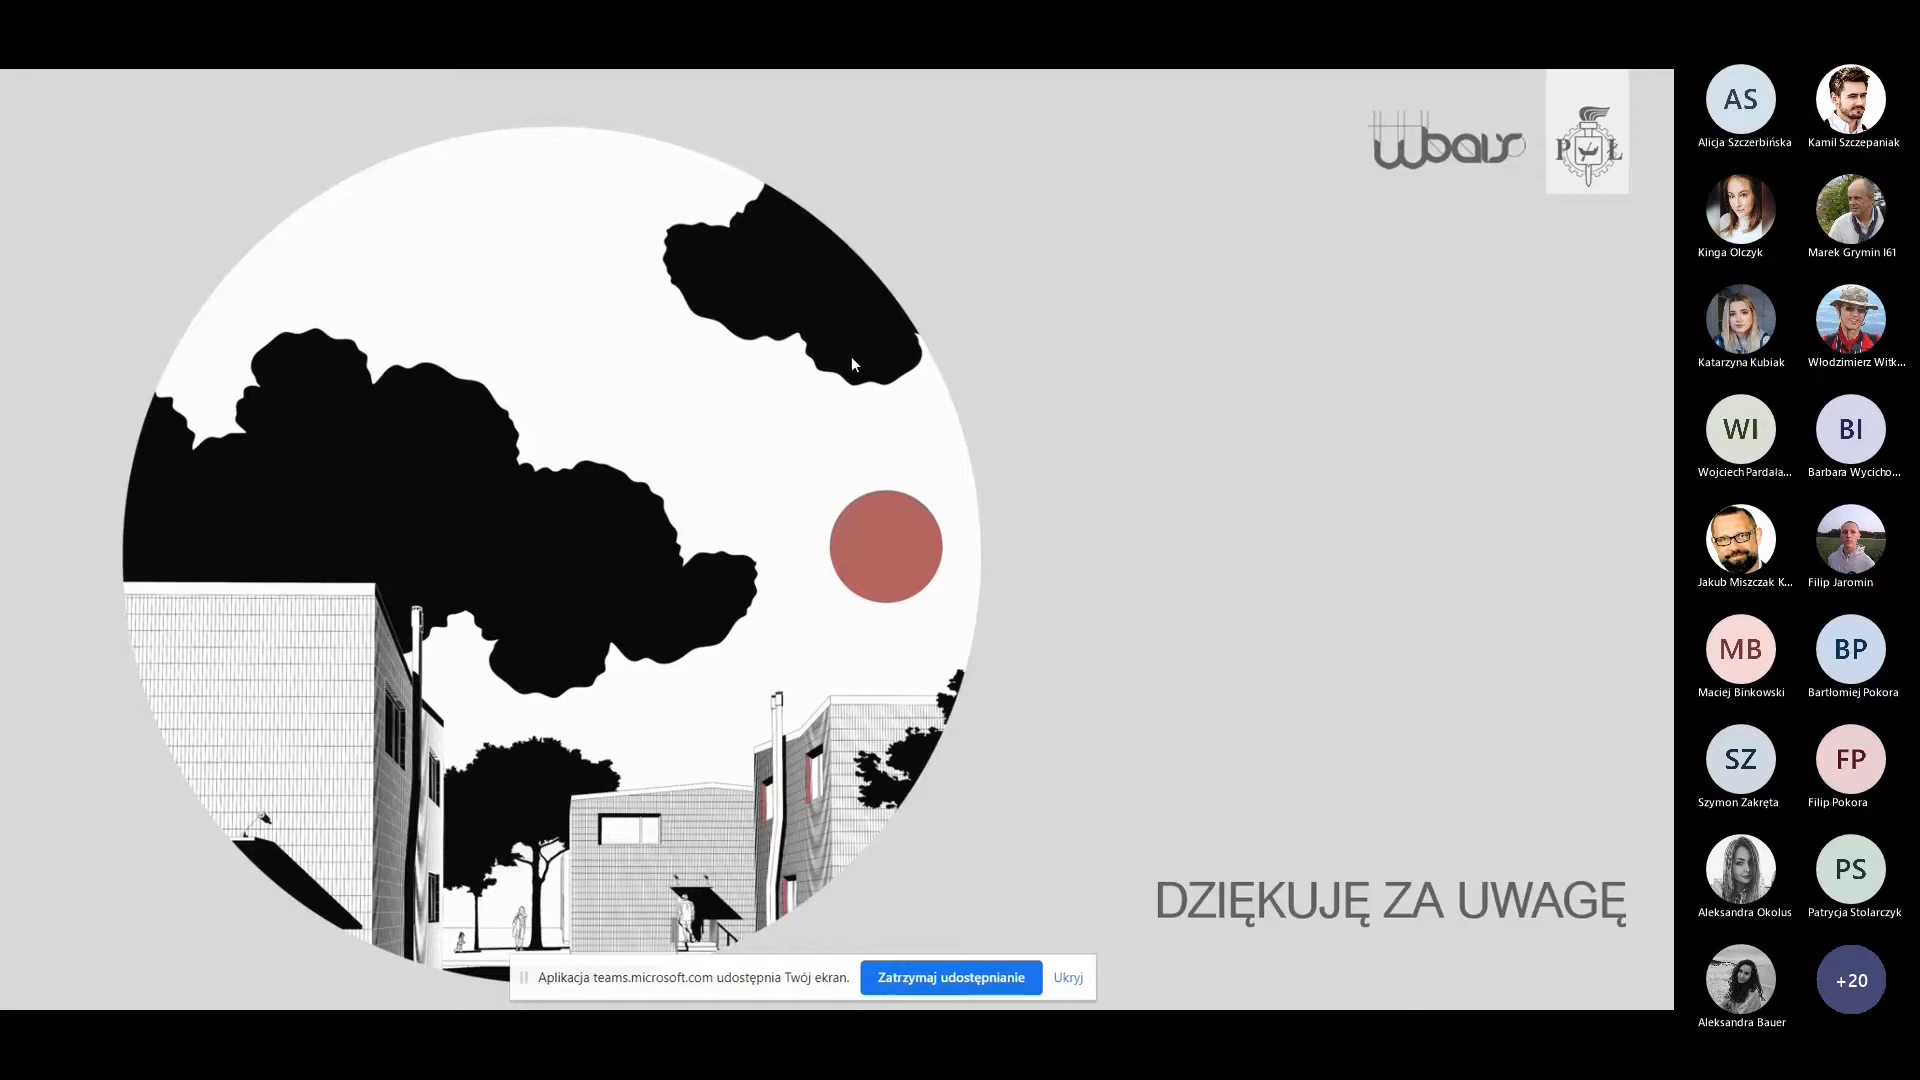 wbais
P Ł
DZIĘKUJĘ ZA UWAGĘ
Aplikacja teams.microsoft.com udostępnia Twój ekran.
Zatrzymaj udostępnianie
Ukryj
AS
Alicja Szczerbińska
Kamil Szczepaniak
Kinga Olczyk
Marek Grymin I61
Katarzyna Kubiak
Włodzimierz Witk...
WI
Wojciech Pardała...
BI
Barbara Wycicho...
Jakub Miszczak K...
Filip Jaromin
MB
Maciej Binkowski
BP
Bartłomiej Pokora
SZ
Szymon Zakręta
FP
Filip Pokora
Aleksandra Okolus
PS
Patrycja Stolarczyk
Aleksandra Bauer
+20